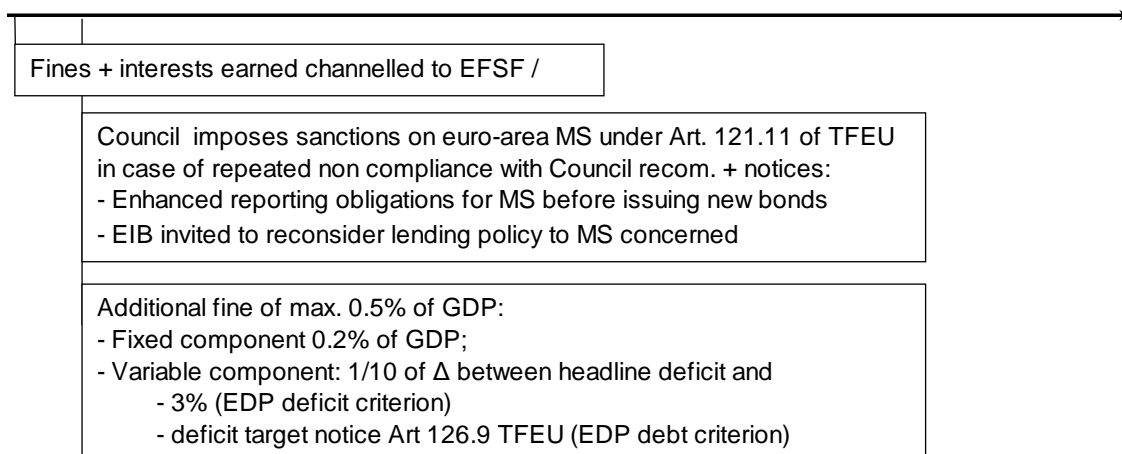 Fines + interests earned channelled to EFSF /
Council imposes sanctions on euro-area MS under Art. 121.11 of TFEU
in case of repeated non compliance with Council recom. + notices:
- Enhanced reporting obligations for MS before issuing new bonds
- EIB invited to reconsider lending policy to MS concerned
Additional fine of max. 0.5% of GDP:
- Fixed component 0.2% of GDP;
- Variable component: 1/10 of Δ between headline deficit and
- 3% (EDP deficit criterion)
- deficit target notice Art 126.9 TFEU (EDP debt criterion)